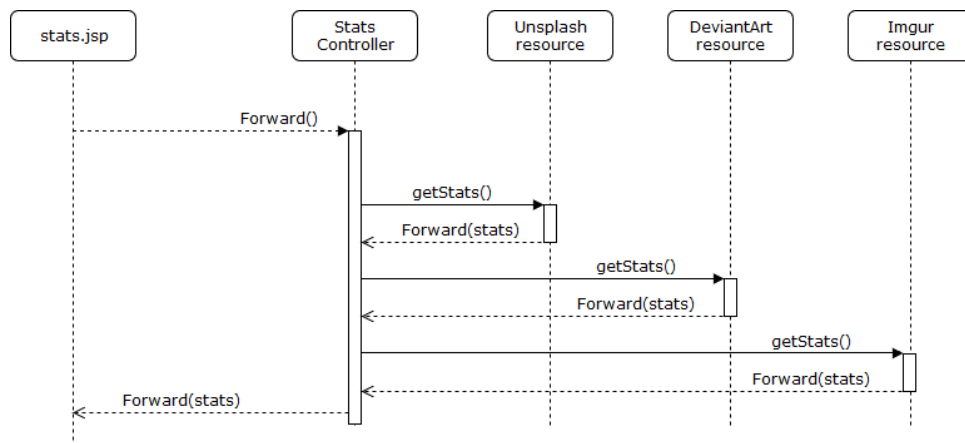 stats.jsp
Stats
Controller
Unsplash
resource
DeviantArt
resource
Imgur
resource
Forward()
getStats()
Forward(stats)
getStats()
Forward(stats)
getStats()
Forward(stats)
Forward(stats)